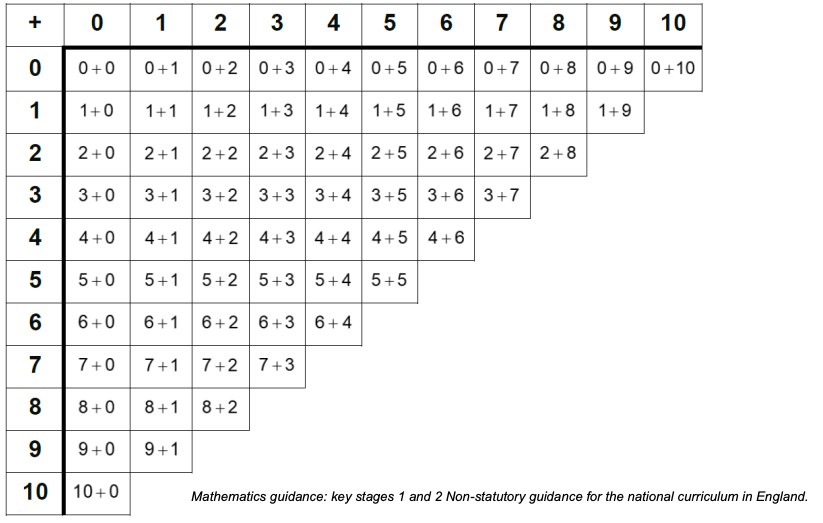 + 0 1 2 3 4 5 6 7 8 9 10
0 0+0 0+1 0+2 0+3 0+4 0+5 0+6 0+7 0+8 0+9 0+10
1 1+0 1+1 1+2 1+3 1+4 1+5 1+6 1+7 1+8 1+9
2 2+0 2+1 2+2 2+3 2+4 2+5 2+6 2+7 2+8
3 3+0 3+1 3+2 3+3 3+4 3+5 3+6 3+7
4 4+0 4+1 4+2 4+3 4+4 4+5 4+6
5 5+0 5+1 5+2 5+3 5+4 5+5
6 6+0 6+1 6+2 6+3 6+4
7 7+0 7+1 7+2 7+3
8 8+0 8+1 8+2
9 9+0 9+1
10 10+0
Mathematics guidance: key stages 1 and 2 Non-statutory guidance for the national curriculum in England.